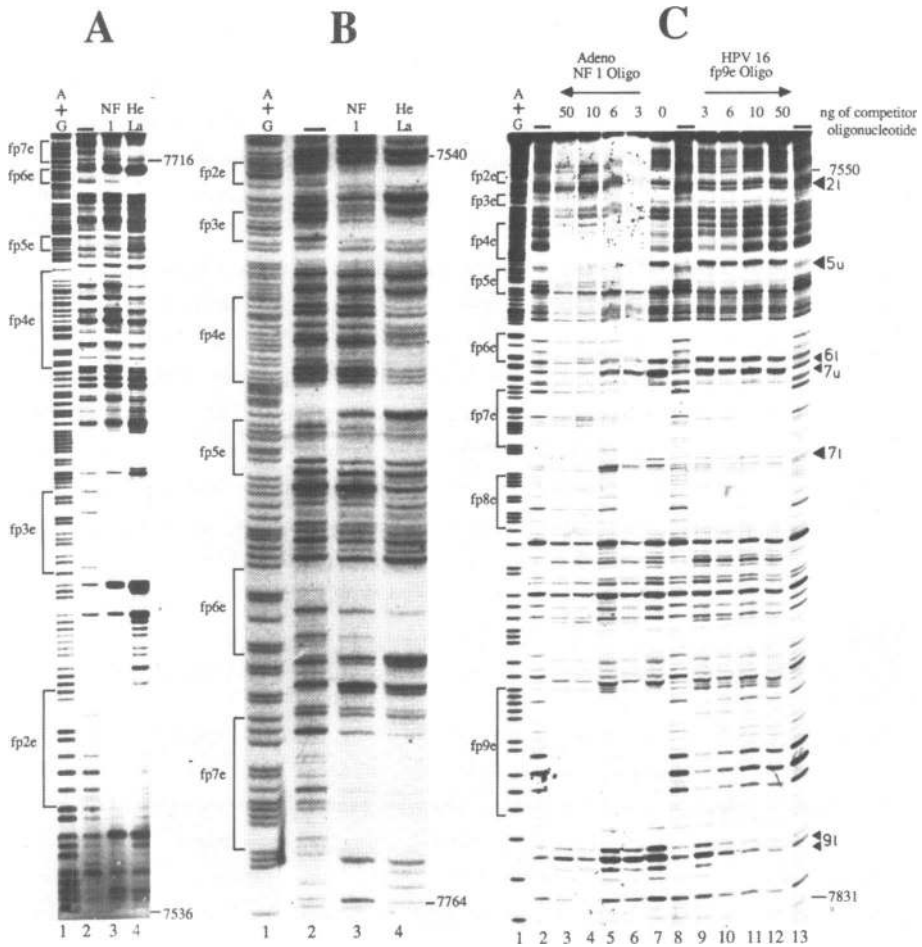 A
B
C
Adeno
NF 1 Oligo
HPV 16
fp9e Oligo
A
+
G
NF
1
He
La
A
+
G
NF
1
He
La
A
+
G
50 10 6 3 0 3 6 10 50
ng of competitor
oligonucleotide
fp7e
fp6e
fp5e
fp4e
fp3e
fp2e
7716
7536
1 2 3 4
fp2e
fp3e
fp4e
fp5e
fp6e
fp7e
7540
7764
1 2 3 4
fp2e
fp3e
fp4e
fp5e
fp6e
fp7e
fp8e
fp9e
7550
2l
5u
6l
7u
7l
9l
7831
1 2 3 4 5 6 7 8 9 10 11 12 13